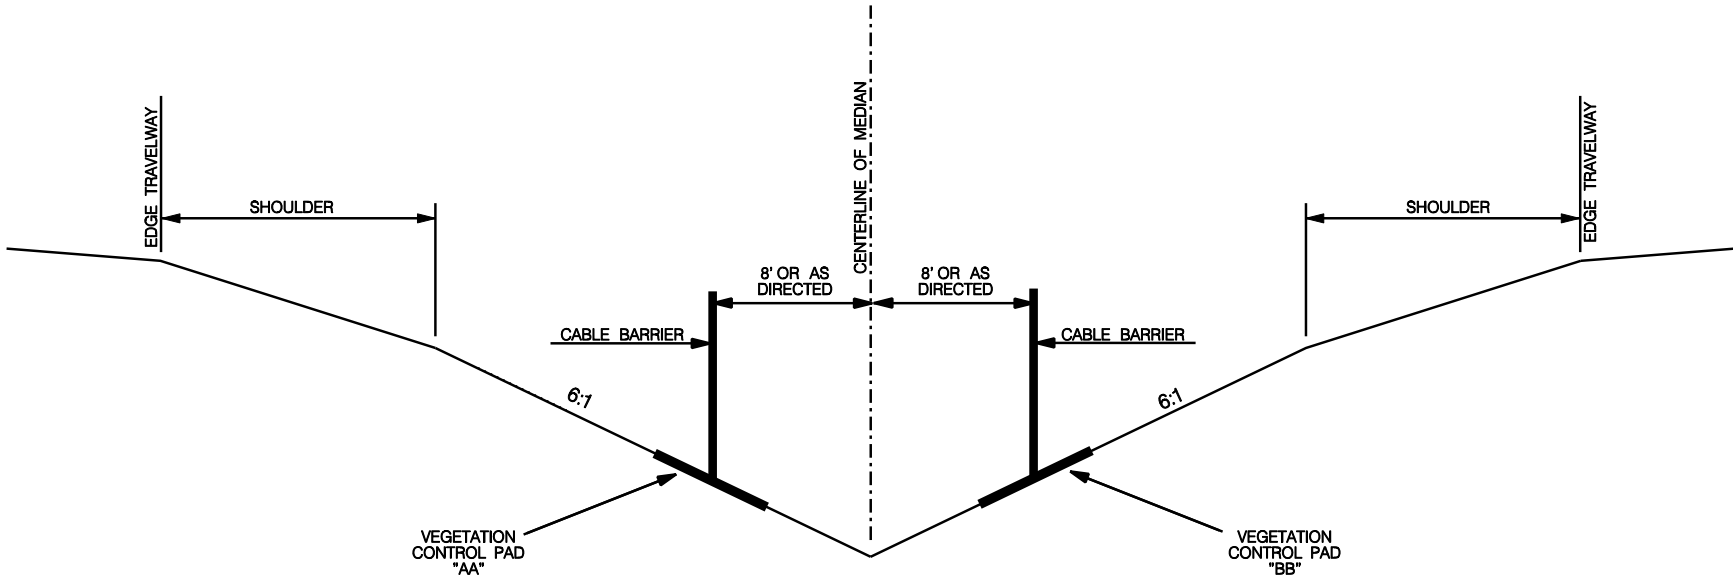 EDGE TRAVELWAY
SHOULDER
CENTERLINE OF MEDIAN
SHOULDER
EDGE TRAVELWAY
8' OR AS
DIRECTED
8' OR AS
DIRECTED
CABLE BARRIER
CABLE BARRIER
6:1
6:1
VEGETATION
CONTROL PAD
"AA"
VEGETATION
CONTROL PAD
"BB"